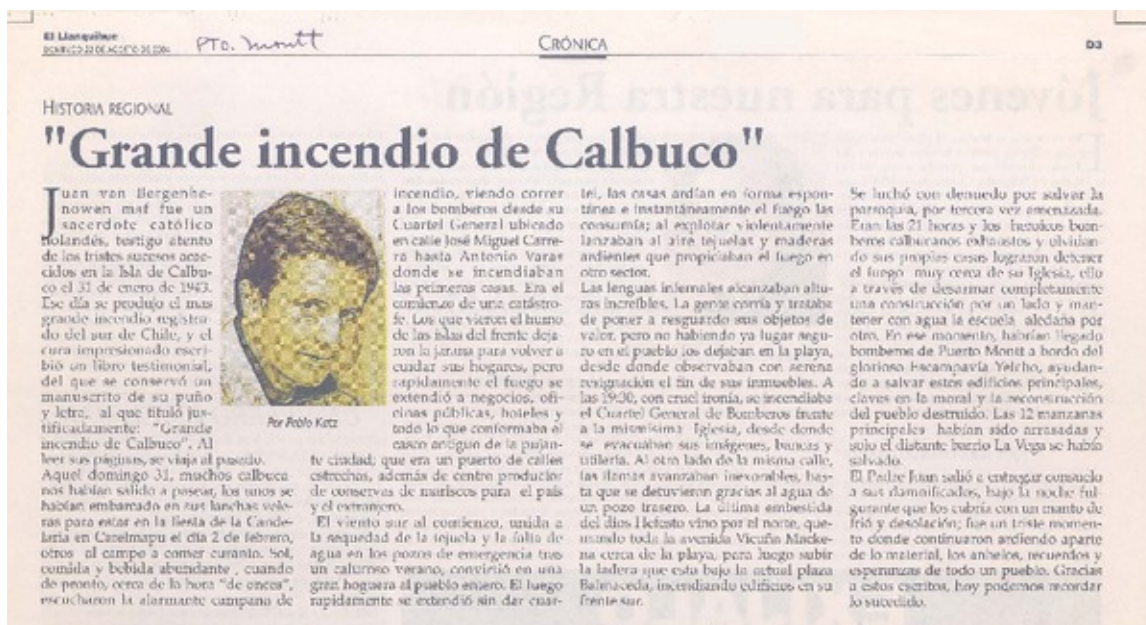 El Llanquihue
DOMINGO 22 DE AGOSTO DE 2004
PTO. Montt
CRÓNICA
D3
HISTORIA REGIONAL
"Grande incendio de Calbuco"
Juan van Bergenhe-
nowen msf fue un
sacerdote católico
holandés, testigo atento
de los tristes sucesos acae-
cidos en la Isla de Calbu-
co el 31 de enero de 1943.
Ese día se produjo el mas
grande incendio registra-
do del sur de Chile, y el
cura impresionado escri-
bió un libro testimonial,
del que se conservó un
manuscrito de su puño
y letra, al que tituló jus-
tificadamente: "Grande
incendio de Calbuco". Al
leer sus páginas, se viaja al pasado.
Aquel domingo 31, muchos calbuca-
nos habían salido a pasear, los unos se
habían embarcado en sus lanchas vele-
ras para estar en la fiesta de la Cande-
laria en Carelmapu el día 2 de febrero,
otros al campo a comer curanto. Sol,
comida y bebida abundante , cuando
de pronto, cerca de la hora "de onces",
escucharon la alarmante campana de
Por Pablo Katz
incendio, viendo correr
a los bomberos desde su
Cuartel General ubicado
en calle José Miguel Carre-
ra hasta Antonio Varas
donde se incendiaban
las primeras casas. Era el
comienzo de una catástro-
fe. Los que vieron el humo
de las islas del frente deja-
ron la jarana para volver a
cuidar sus hogares, pero
rapidamente el fuego se
extendió a negocios, ofi-
cinas públicas, hoteles y
todo lo que conformaba el
casco antiguo de la pujan-
te ciudad; que era un puerto de calles
estrechas, además de centro productor
de conservas de mariscos para el país
y el extranjero.
El viento sur al comienzo, unida a
la sequedad de la tejuela y la falta de
agua en los pozos de emergencia tras
un caluroso verano, convirtió en una
gran hoguera al pueblo entero. El fuego
rapidamente se extendió sin dar cuar-
tel, las casas ardían en forma espon-
tánea e instantáneamente el fuego las
consumía; al explotar violentamente
lanzaban al aire tejuelas y maderas
ardientes que propiciaban el fuego en
otro sector.
Las lenguas infernales alcanzaban altu-
ras increíbles. La gente corría y trataba
de poner a resguardo sus objetos de
valor, pero no habiendo ya lugar segu-
ro en el pueblo los dejaban en la playa,
desde donde observaban con serena
resignación el fin de sus inmuebles. A
las 19:30, con cruel ironía, se incendiaba
el Cuartel General de Bomberos frente
a la mismísima Iglesia, desde donde
se evacuaban sus imágenes, bancas y
utilería. Al otro lado de la misma calle,
las llamas avanzaban inexorables, has-
ta que se detuvieron gracias al agua de
un pozo trasero. La última embestida
del dios Hefesto vino por el norte, que-
mando toda la avenida Vicuña Macke-
na cerca de la playa, para luego subir
la ladera que esta bajo la actual plaza
Balmaceda, incendiando edificios en su
frente sur.
Se luchó con denuedo por salvar la
parroquia, por tercera vez amenazada.
Eran las 21 horas y los heroicos bom-
beros calbucanos exhaustos y olvidan-
do sus propias casas lograron detener
el fuego muy cerca de su Iglesia, ello
a través de desarmar completamente
una construcción por un lado y man-
tener con agua la escuela aledaña por
otro. En ese momento, habrían llegado
bomberos de Puerto Montt a bordo del
glorioso Escampavía Yelcho, ayudan-
do a salvar estos edificios principales,
claves en la moral y la reconstrucción
del pueblo destruído. Las 12 manzanas
principales habían sido arrasadas y
solo el distante barrio La Vega se había
salvado.
El Padre Juan salió a entregar consuelo
a sus damnificados, bajo la noche ful-
gurante que los cubría con un manto de
frió y desolación; fue un triste momen-
to donde continuaron ardiendo aparte
de lo material, los anhelos, recuerdos y
esperanzas de todo un pueblo. Gracias
a estos escritos, hoy podemos recordar
lo sucedido.